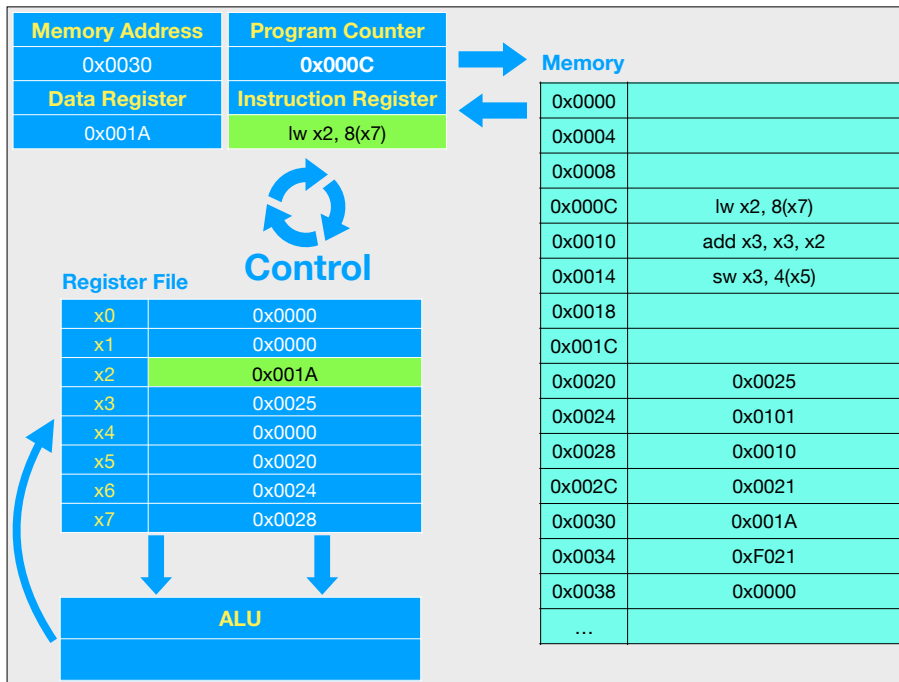 Memory Address Program Counter
0x0030 0x000C
Data Register Instruction Register
0x001A lw x2, 8(x7)
Control
Register File
x0 0x0000
x1 0x0000
x2 0x001A
x3 0x0025
x4 0x0000
x5 0x0020
x6 0x0024
x7 0x0028
ALU
Memory
0x0000
0x0004
0x0008
0x000C lw x2, 8(x7)
0x0010 add x3, x3, x2
0x0014 sw x3, 4(x5)
0x0018
0x001C
0x0020 0x0025
0x0024 0x0101
0x0028 0x0010
0x002C 0x0021
0x0030 0x001A
0x0034 0xF021
0x0038 0x0000
…